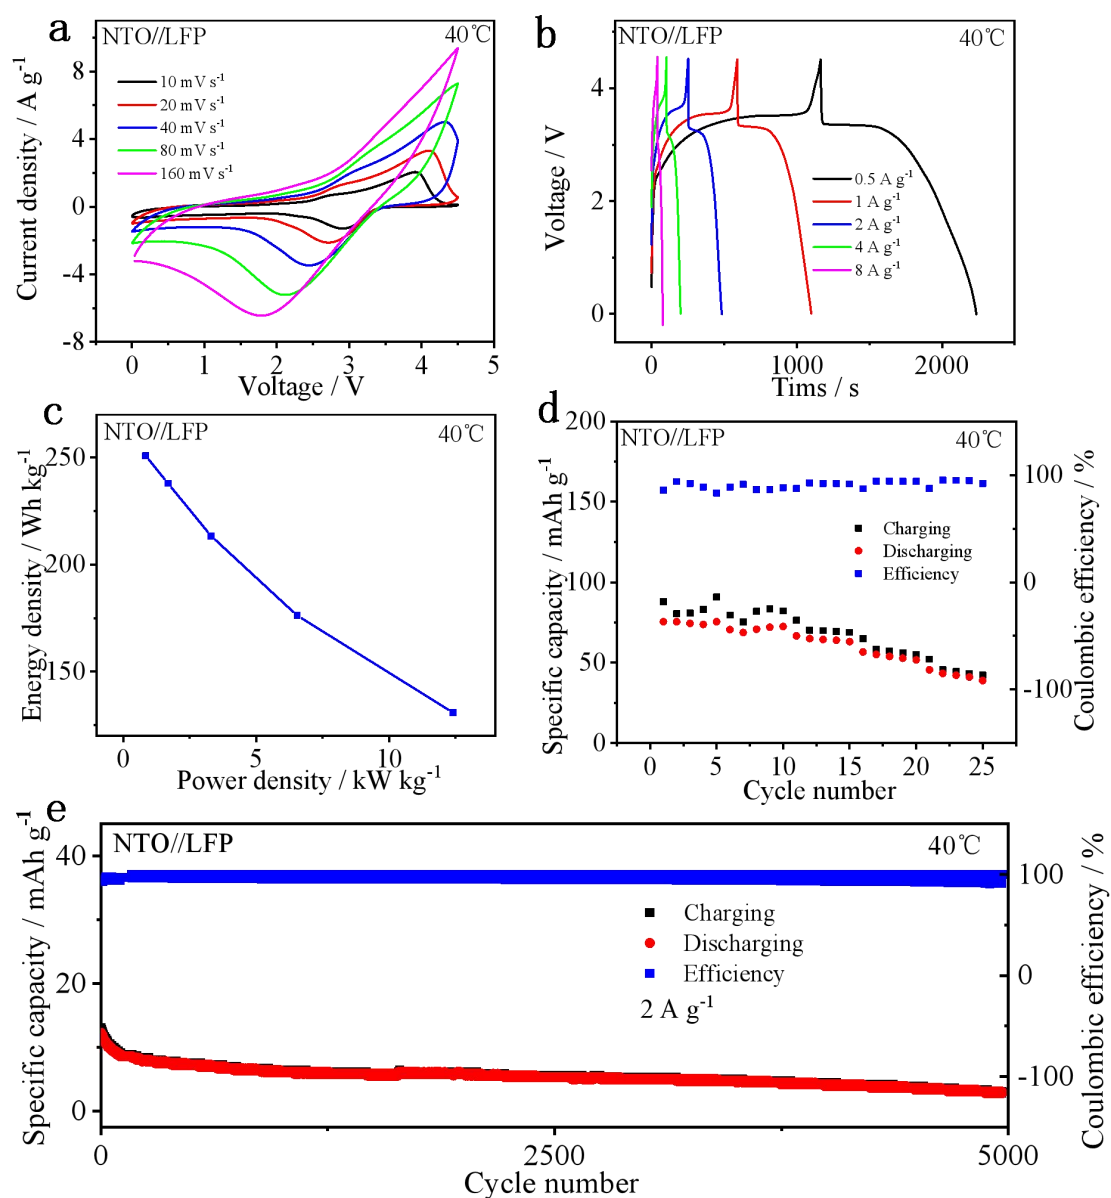 a
NTO//LFP
40℃
10 mV s-1
20 mV s-1
40 mV s-1
80 mV s-1
160 mV s-1
Current density / A g-1
8
4
0
-4
-8
0
1
2
3
4
5
Voltage / V
b
NTO//LFP
40℃
Voltage / V
4
2
0
0.5 A g-1
1 A g-1
2 A g-1
4 A g-1
8 A g-1
0
1000
2000
Tims / s
c
NTO//LFP
40℃
Energy density / Wh kg-1
250
200
150
0
5
10
Power density / kW kg-1
d
NTO//LFP
40℃
Specific capacity / mAh g-1
200
150
100
50
0
Charging
Discharging
Efficiency
100
0
-100
Coulombic efficiency / %
0
5
10
15
20
25
Cycle number
e
NTO//LFP
40℃
Specific capacity / mAh g-1
40
20
0
Charging
Discharging
Efficiency
2 A g-1
100
0
-100
Coulombic efficiency / %
0
2500
5000
Cycle number